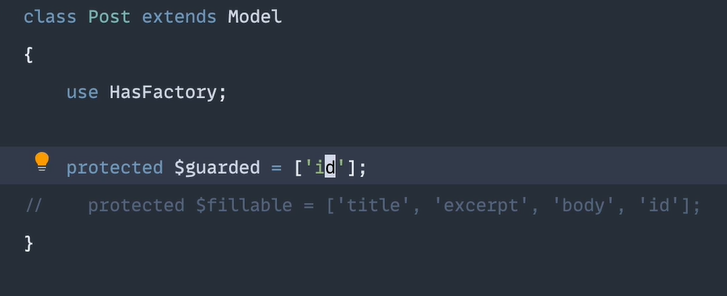 class Post extends Model
{
use HasFactory;
protected $guarded = ['id'];
// protected $fillable = ['title', 'excerpt', 'body', 'id'];
}